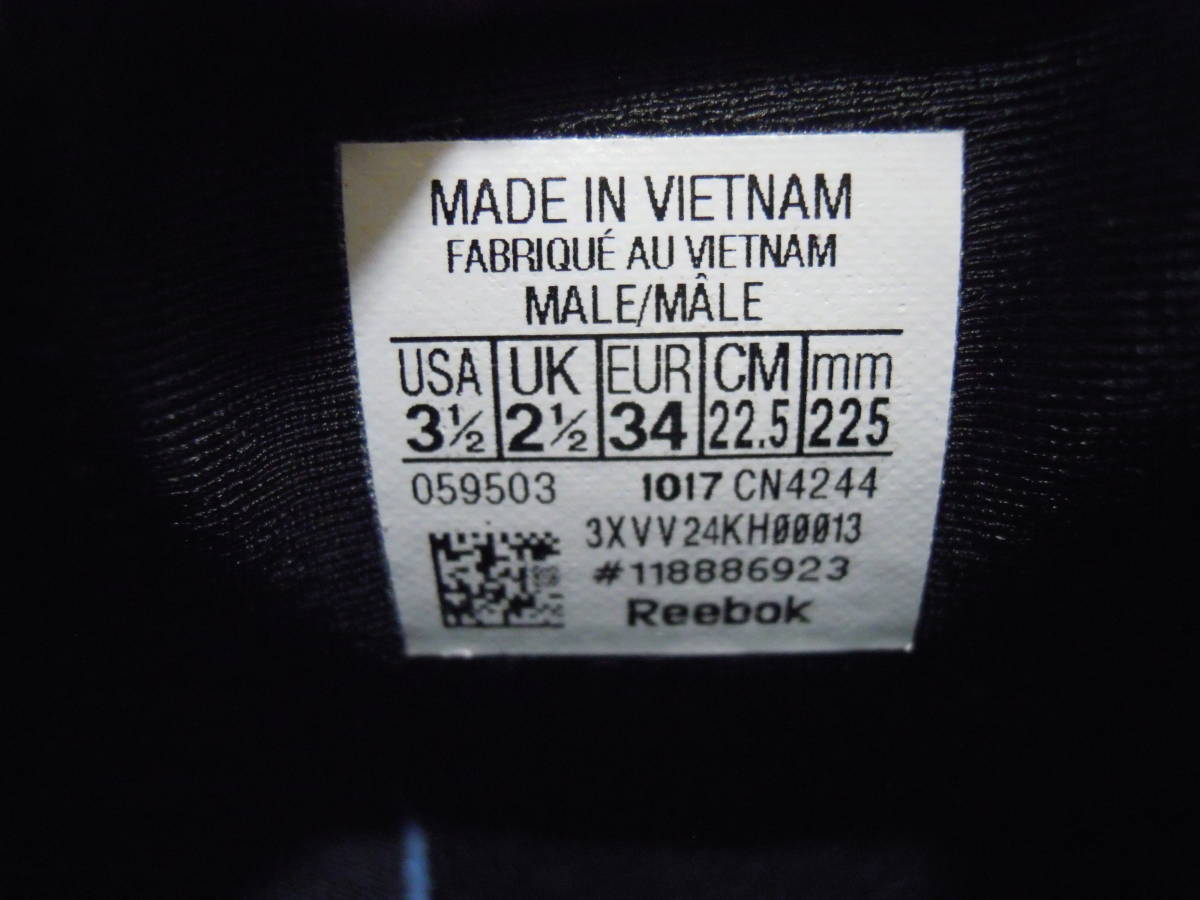 MADE IN VIETNAM
FABRIQUÉ AU VIETNAM
MALE/MÂLE
USA UK EUR CM mm
3½ 2½ 34 22.5 225
059503 1017 CN4244
3XVV24KH00013
#118886923
Reebok